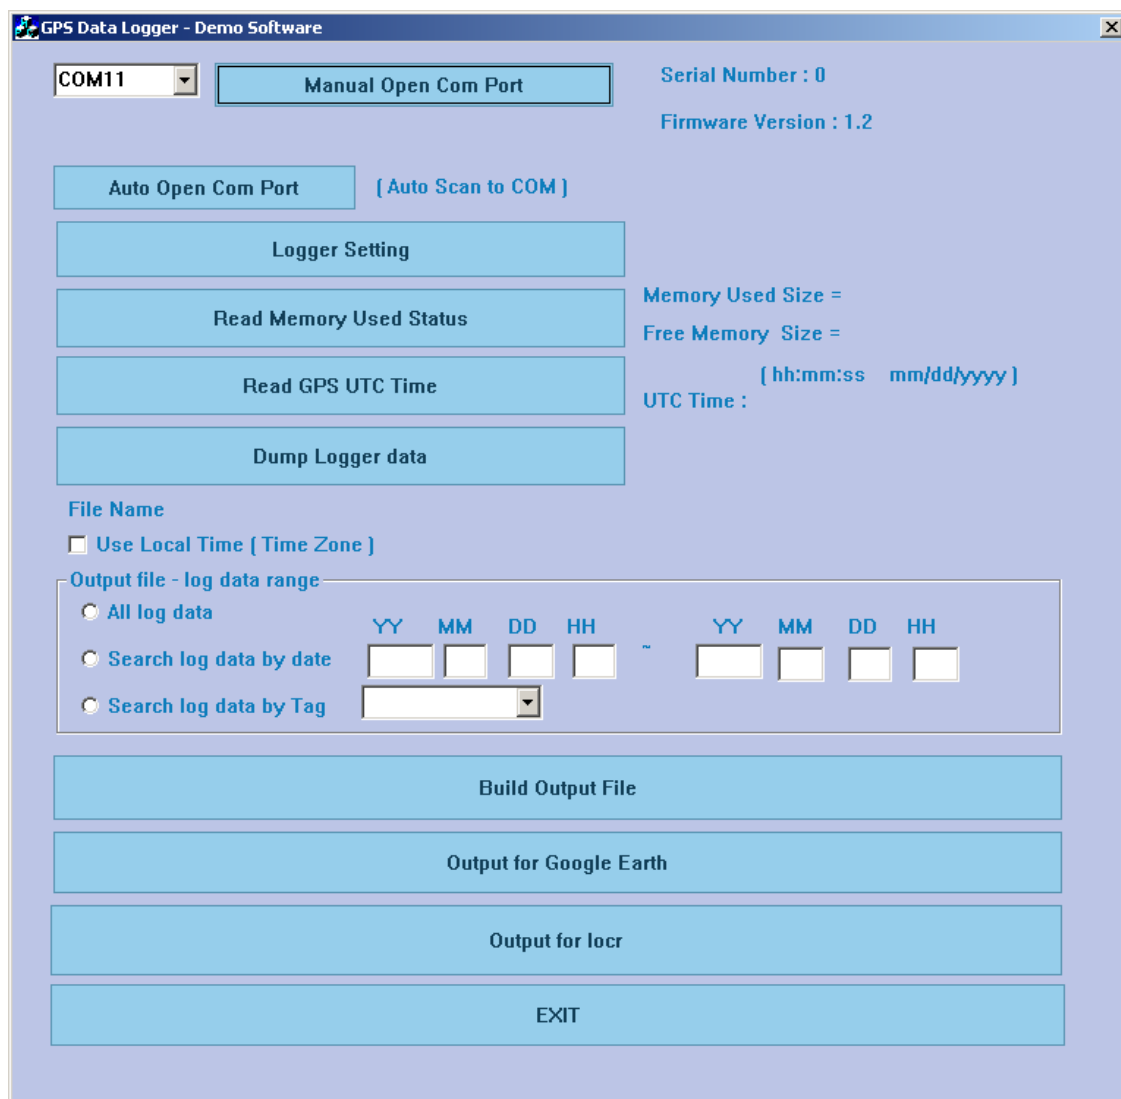 GPS Data Logger - Demo Software
COM11 Manual Open Com Port Serial Number : 0
Firmware Version : 1.2
Auto Open Com Port ( Auto Scan to COM )
Logger Setting
Read Memory Used Status Memory Used Size =
Free Memory Size =
Read GPS UTC Time ( hh:mm:ss mm/dd/yyyy )
UTC Time :
Dump Logger data
File Name
Use Local Time ( Time Zone )
Output file - log data range
All log data
YY MM DD HH YY MM DD HH
Search log data by date ~
Search log data by Tag
Build Output File
Output for Google Earth
Output for locr
EXIT